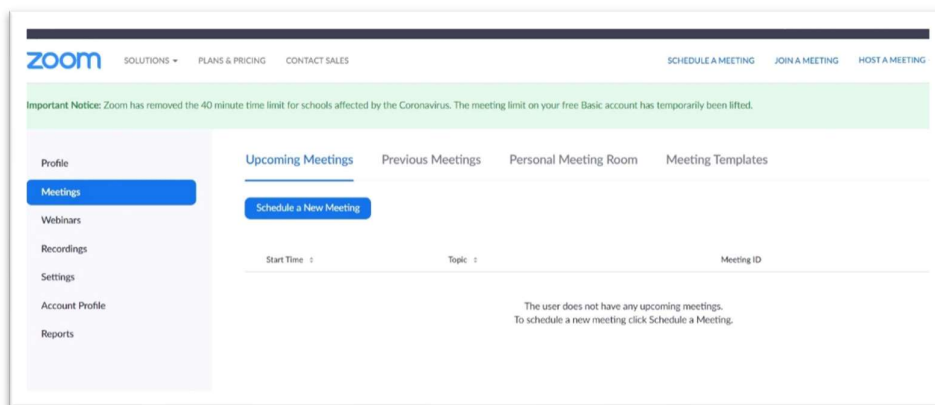 zoom SOLUTIONS PLANS & PRICING CONTACT SALES SCHEDULE A MEETING JOIN A MEETING HOST A MEETING
Important Notice: Zoom has removed the 40 minute time limit for schools affected by the Coronavirus. The meeting limit on your free Basic account has temporarily been lifted.
Profile
Meetings
Webinars
Recordings
Settings
Account Profile
Reports
Upcoming Meetings Previous Meetings Personal Meeting Room Meeting Templates
Schedule a New Meeting
Start Time Topic Meeting ID
The user does not have any upcoming meetings.
To schedule a new meeting click Schedule a Meeting.